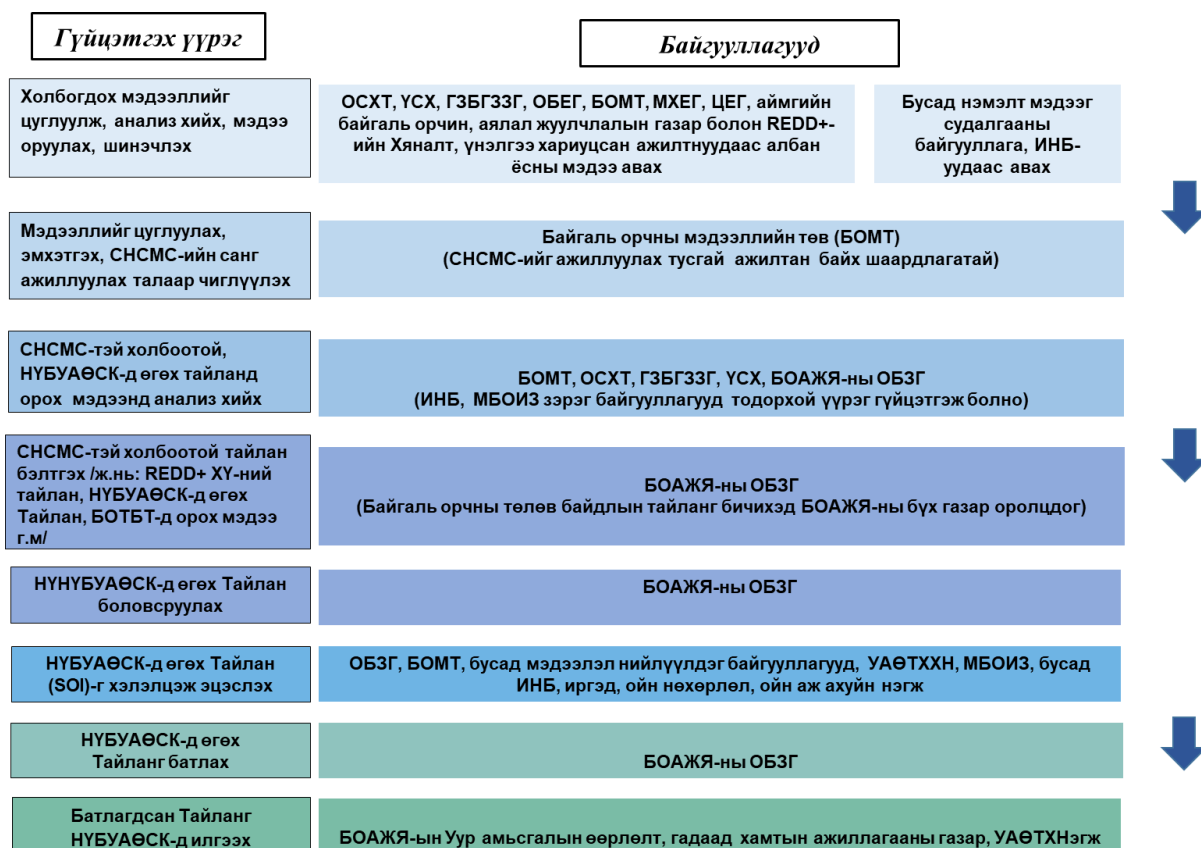 Гүйцэтгэх үүрэг
Байгууллагууд
Холбогдох мэдээллийг
цуглуулж, анализ хийх, мэдээ
оруулах, шинэчлэх
ОСХТ, ҮСХ, ГЗБГЗЗГ, ОБЕГ, БОМТ, МХЕГ, ЦЕГ, аймгийн
байгаль орчин, аялал жуулчлалын газар болон REDD+-
ийн Хяналт, үнэлгээ хариуцсан ажилтнуудаас албан
ёсны мэдээ авах
Бусад нэмэлт мэдээг
судалгааны
байгууллага, ИНБ-
уудаас авах
Мэдээллийг цуглуулах,
эмхэтгэх, СНСМС-ийн санг
ажиллуулах талаар чиглүүлэх
Байгаль орчны мэдээллийн төв (БОМТ)
(СНСМС-ийг ажиллуулах тусгай ажилтан байх шаардлагатай)
СНСМС-тэй холбоотой,
НҮБУАӨСК-д өгөх тайланд
орох мэдээнд анализ хийх
БОМТ, ОСХТ, ГЗБГЗЗГ, ҮСХ, БОАЖЯ-ны ОБЗГ
(ИНБ, МБОИЗ зэрэг байгууллагууд тодорхой үүрэг гүйцэтгэж болно)
СНСМС-тэй холбоотой тайлан
бэлтгэх /ж.нь: REDD+ ХҮ-ний
тайлан, НҮБУАӨСК-д өгөх
Тайлан, БОТБТ-д орох мэдээ
г.м/
БОАЖЯ-ны ОБЗГ
(Байгаль орчны төлөв байдлын тайланг бичихэд БОАЖЯ-ны бүх газар оролцдог)
НҮНҮБУАӨСК-д өгөх Тайлан
боловсруулах
БОАЖЯ-ны ОБЗГ
НҮБУАӨСК-д өгөх Тайлан
(SOI)-г хэлэлцэж эцэслэх
ОБЗГ, БОМТ, бусад мэдээлэл нийлүүлдэг байгууллагууд, УАӨТХХН, МБОИЗ, бусад
ИНБ, иргэд, ойн нөхөрлөл, ойн аж ахуйн нэгж
НҮБУАӨСК-д өгөх
Тайланг батлах
БОАЖЯ-ны ОБЗГ
Батлагдсан Тайланг
НҮБУАӨСК-д илгээх
БОАЖЯ-ын Уур амьсгалын өөрлөлт, гадаад хамтын ажиллагааны газар, УАӨТХНэгж